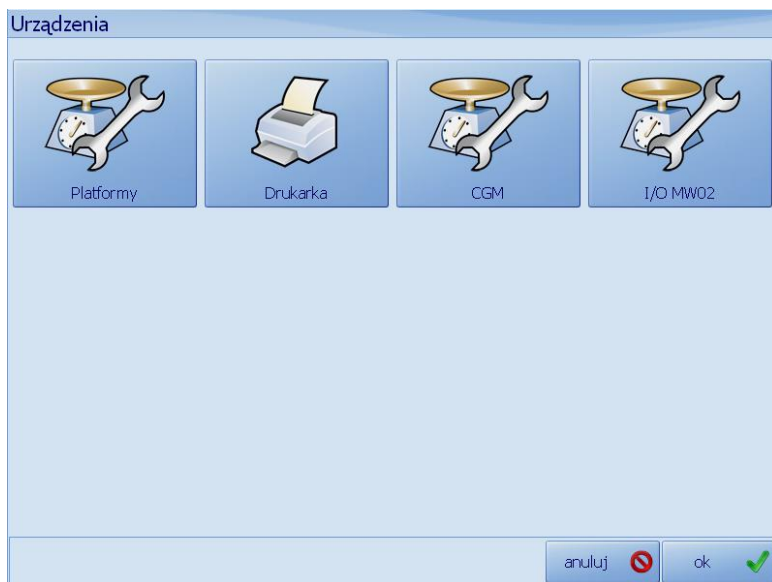 Urządzenia
Platformy
Drukarka
CGM
I/O MW02
anuluj
ok